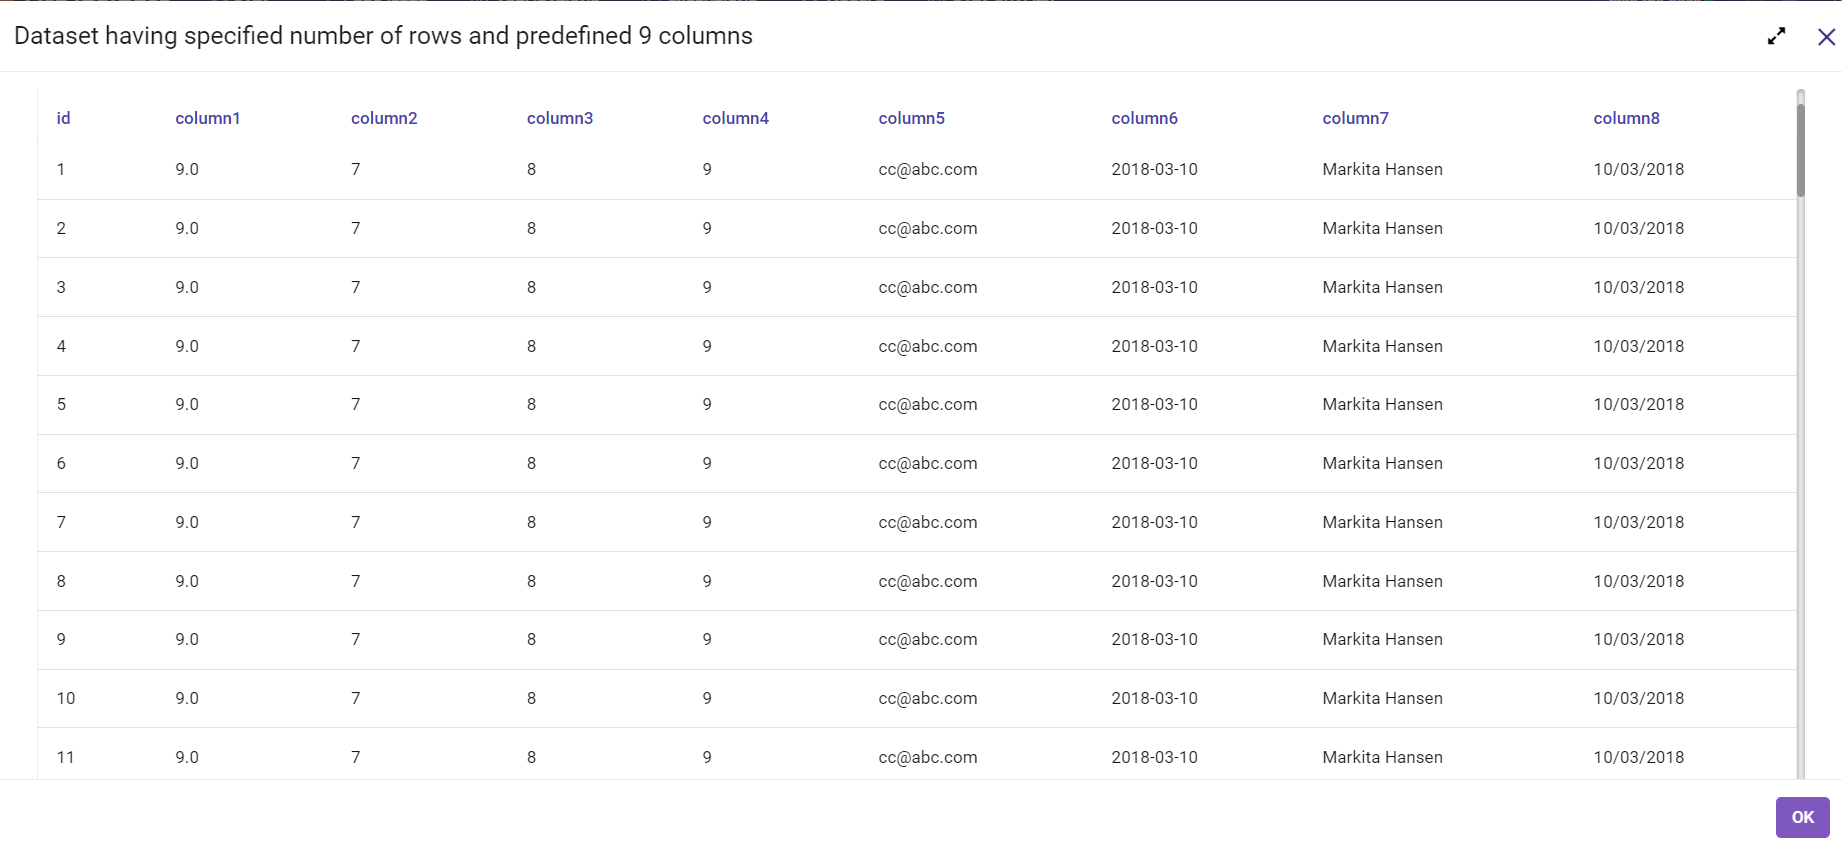 Dataset having specified number of rows and predefined 9 columns
id column1 column2 column3 column4 column5 column6 column7 column8
1 9.0 7 8 9 cc@abc.com 2018-03-10 Markita Hansen 10/03/2018
2 9.0 7 8 9 cc@abc.com 2018-03-10 Markita Hansen 10/03/2018
3 9.0 7 8 9 cc@abc.com 2018-03-10 Markita Hansen 10/03/2018
4 9.0 7 8 9 cc@abc.com 2018-03-10 Markita Hansen 10/03/2018
5 9.0 7 8 9 cc@abc.com 2018-03-10 Markita Hansen 10/03/2018
6 9.0 7 8 9 cc@abc.com 2018-03-10 Markita Hansen 10/03/2018
7 9.0 7 8 9 cc@abc.com 2018-03-10 Markita Hansen 10/03/2018
8 9.0 7 8 9 cc@abc.com 2018-03-10 Markita Hansen 10/03/2018
9 9.0 7 8 9 cc@abc.com 2018-03-10 Markita Hansen 10/03/2018
10 9.0 7 8 9 cc@abc.com 2018-03-10 Markita Hansen 10/03/2018
11 9.0 7 8 9 cc@abc.com 2018-03-10 Markita Hansen 10/03/2018
OK